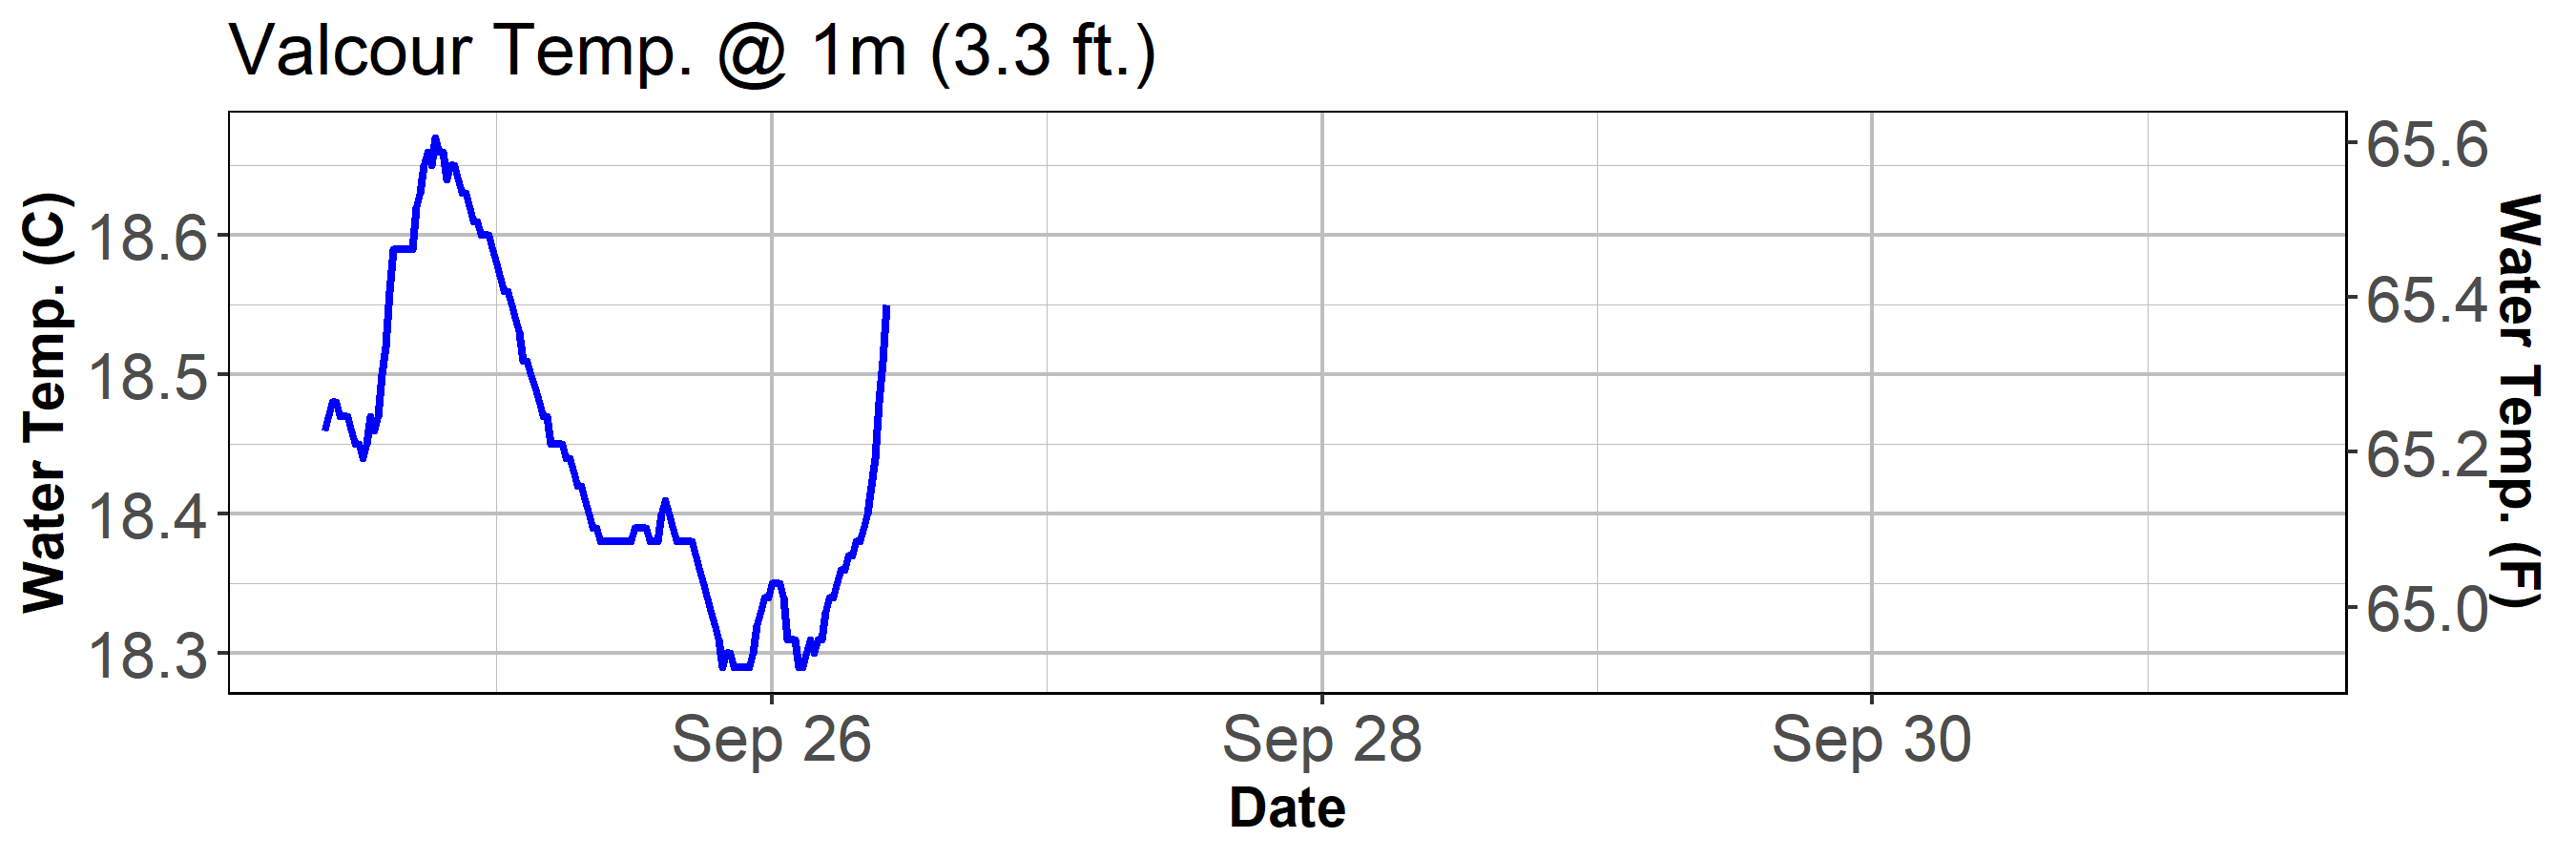 Valcour Temp. @ 1m (3.3 ft.)
Water Temp. (C)
18.6
18.5
18.4
18.3
65.6
65.4
65.2
65.0
Water Temp. (F)
Sep 26
Sep 28
Sep 30
Date